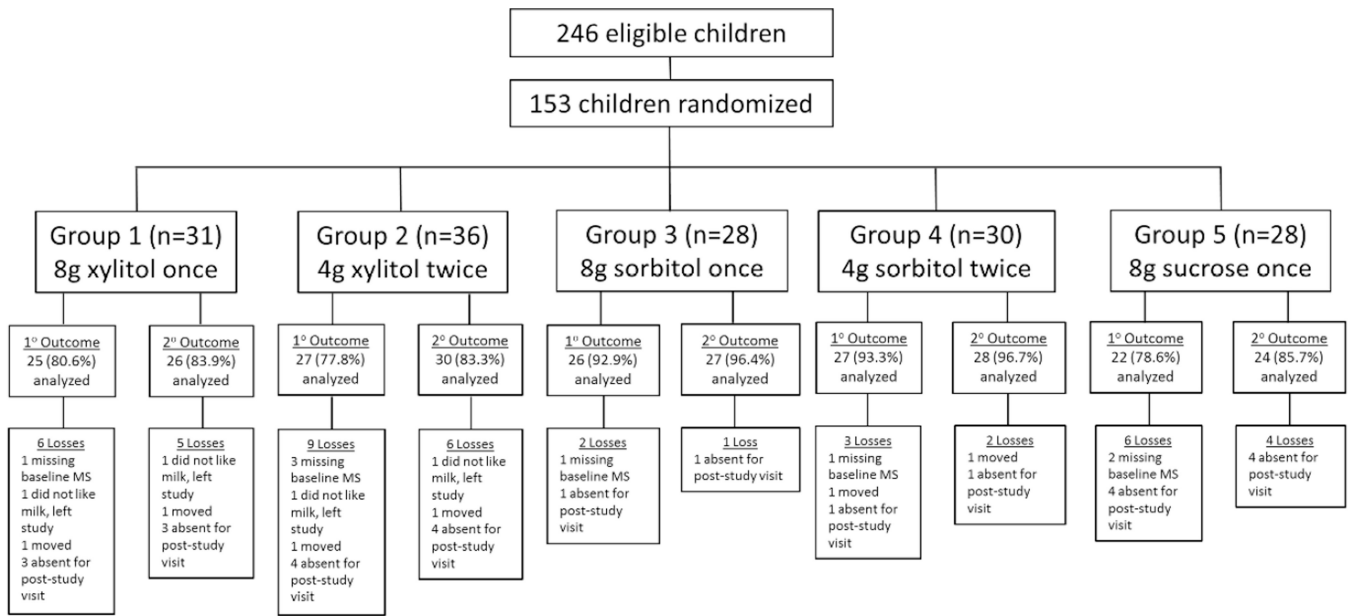 246 eligible children
153 children randomized
Group 1 (n=31)
8g xylitol once
Group 2 (n=36)
4g xylitol twice
Group 3 (n=28)
8g sorbitol once
Group 4 (n=30)
4g sorbitol twice
Group 5 (n=28)
8g sucrose once
1° Outcome
25 (80.6%)
analyzed
2° Outcome
26 (83.9%)
analyzed
1° Outcome
27 (77.8%)
analyzed
2° Outcome
30 (83.3%)
analyzed
1° Outcome
26 (92.9%)
analyzed
2° Outcome
27 (96.4%)
analyzed
1° Outcome
27 (93.3%)
analyzed
2° Outcome
28 (96.7%)
analyzed
1° Outcome
22 (78.6%)
analyzed
2° Outcome
24 (85.7%)
analyzed
6 Losses
1 missing
baseline MS
1 did not like
milk, left
study
1 moved
3 absent for
post-study
visit
5 Losses
1 did not like
milk, left
study
1 moved
3 absent for
post-study
visit
9 Losses
3 missing
baseline MS
1 did not like
milk, left
study
1 moved
4 absent for
post-study visit
6 Losses
1 did not like
milk, left
study
1 moved
4 absent for
post-study
visit
2 Losses
1 missing
baseline MS
1 absent for
post-study
visit
1 Loss
1 absent for
post-study visit
3 Losses
1 missing
baseline MS
1 moved
1 absent for
post-study
visit
2 Losses
1 moved
1 absent for
post-study
visit
6 Losses
2 missing
baseline MS
4 absent for
post-study
visit
4 Losses
4 absent for
post-study
visit